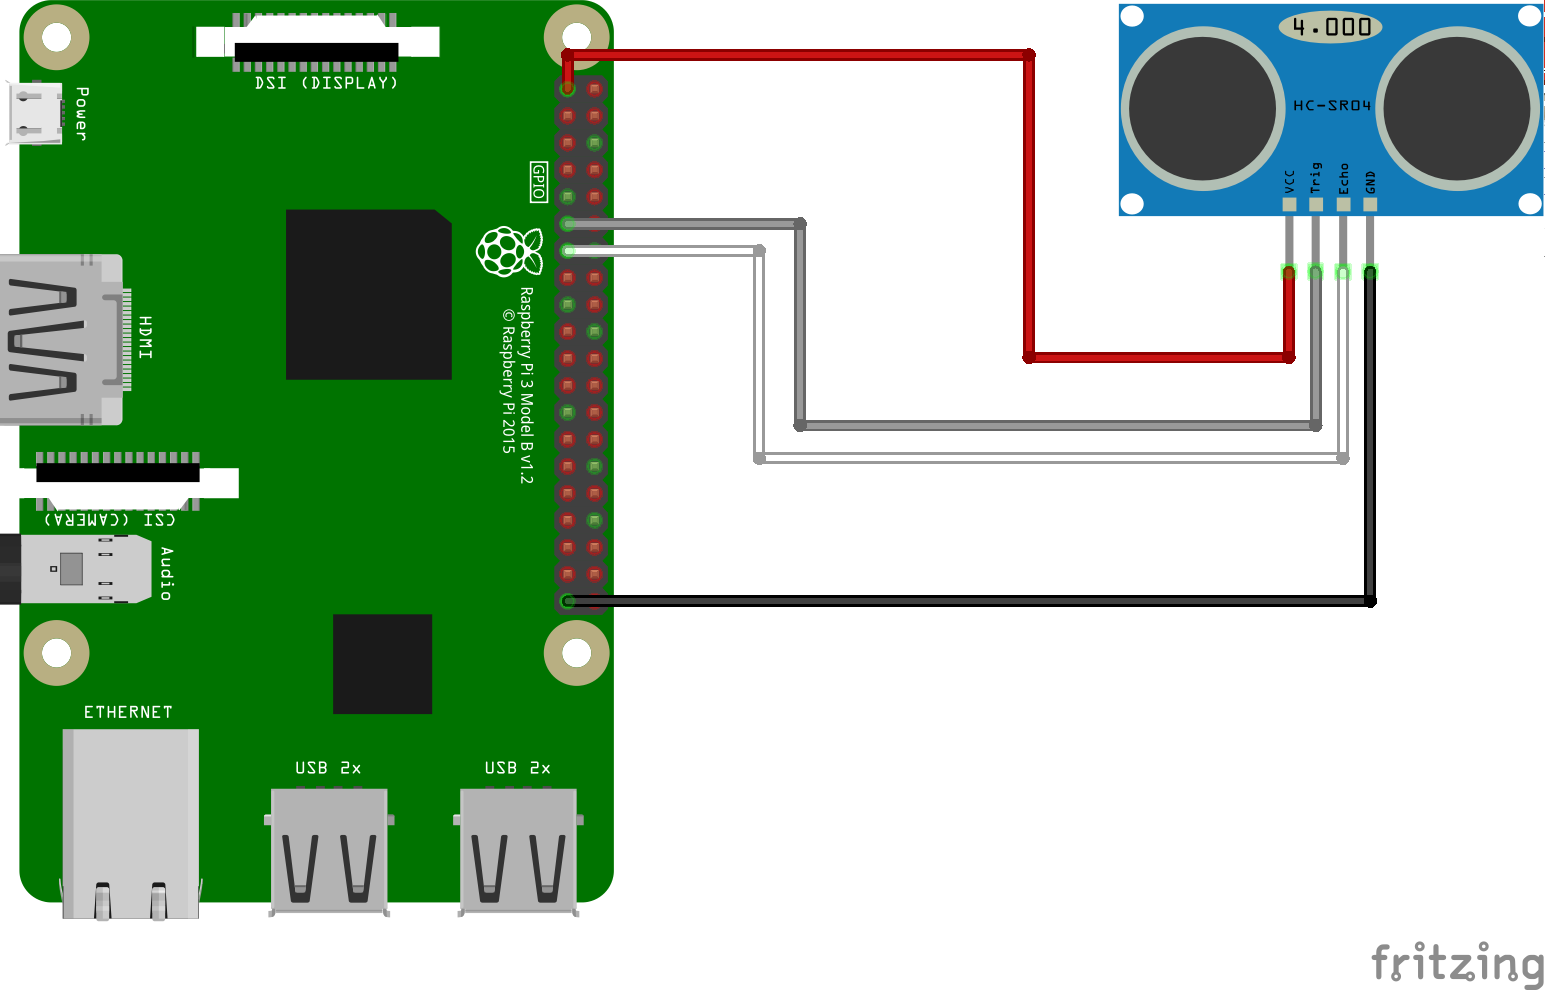 DSI (DISPLAY)
Power
GPIO
HDMI
Raspberry Pi 3 Model B v1.2
© Raspberry Pi 2015
CSI (CAMERA)
Audio
ETHERNET
USB 2x
USB 2x
4.000
HC-SR04
VCC
Trig
Echo
GND
fritzing